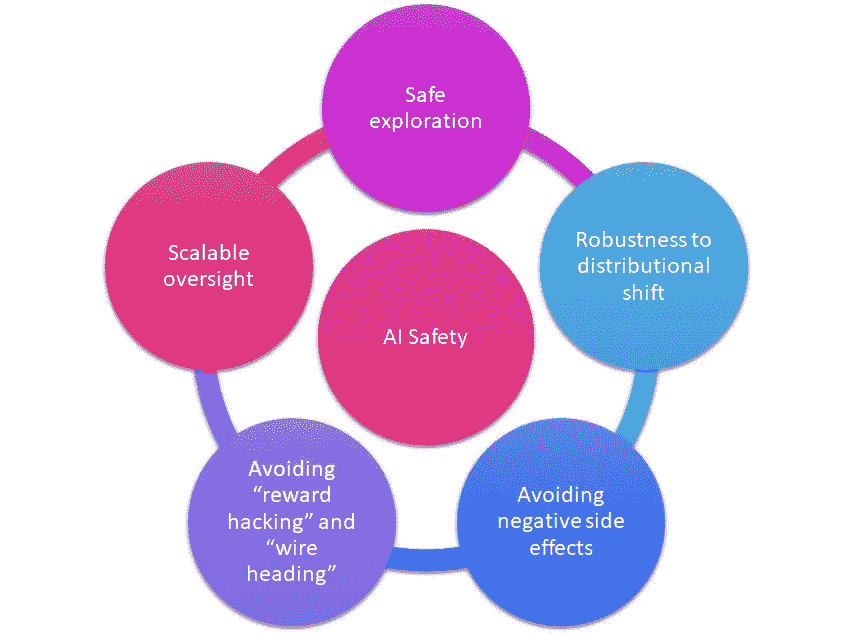 Safe
exploration
Robustness to
distributional
shift
Avoiding
negative side
effects
Avoiding
“reward
hacking” and
“wire
heading”
Scalable
oversight
AI Safety